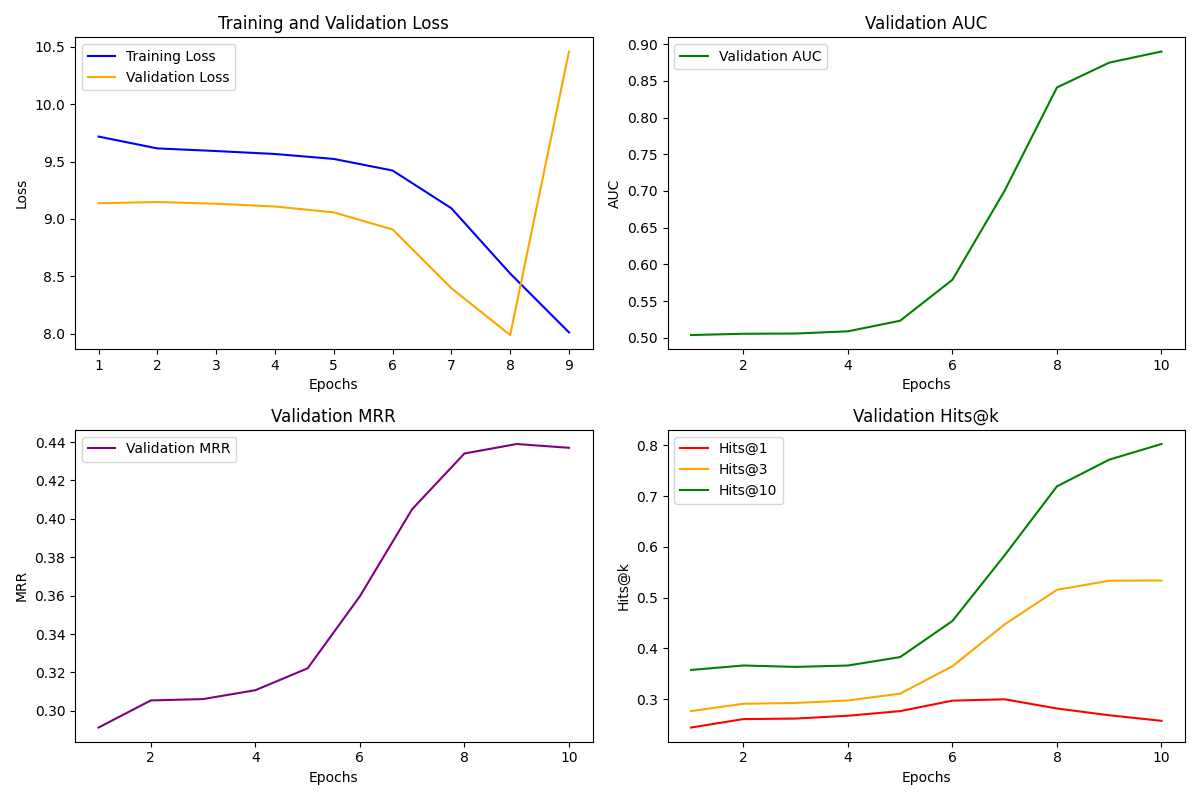 Training and Validation Loss
Training Loss
Validation Loss
10.5
10.0
9.5
9.0
8.5
8.0
Loss
1 2 3 4 5 6 7 8 9
Epochs
Validation AUC
Validation AUC
0.90
0.85
0.80
0.75
0.70
0.65
0.60
0.55
0.50
AUC
2 4 6 8 10
Epochs
Validation MRR
Validation MRR
0.44
0.42
0.40
0.38
0.36
0.34
0.32
0.30
MRR
2 4 6 8 10
Epochs
Validation Hits@k
Hits@1
Hits@3
Hits@10
0.8
0.7
0.6
0.5
0.4
0.3
Hits@k
2 4 6 8 10
Epochs